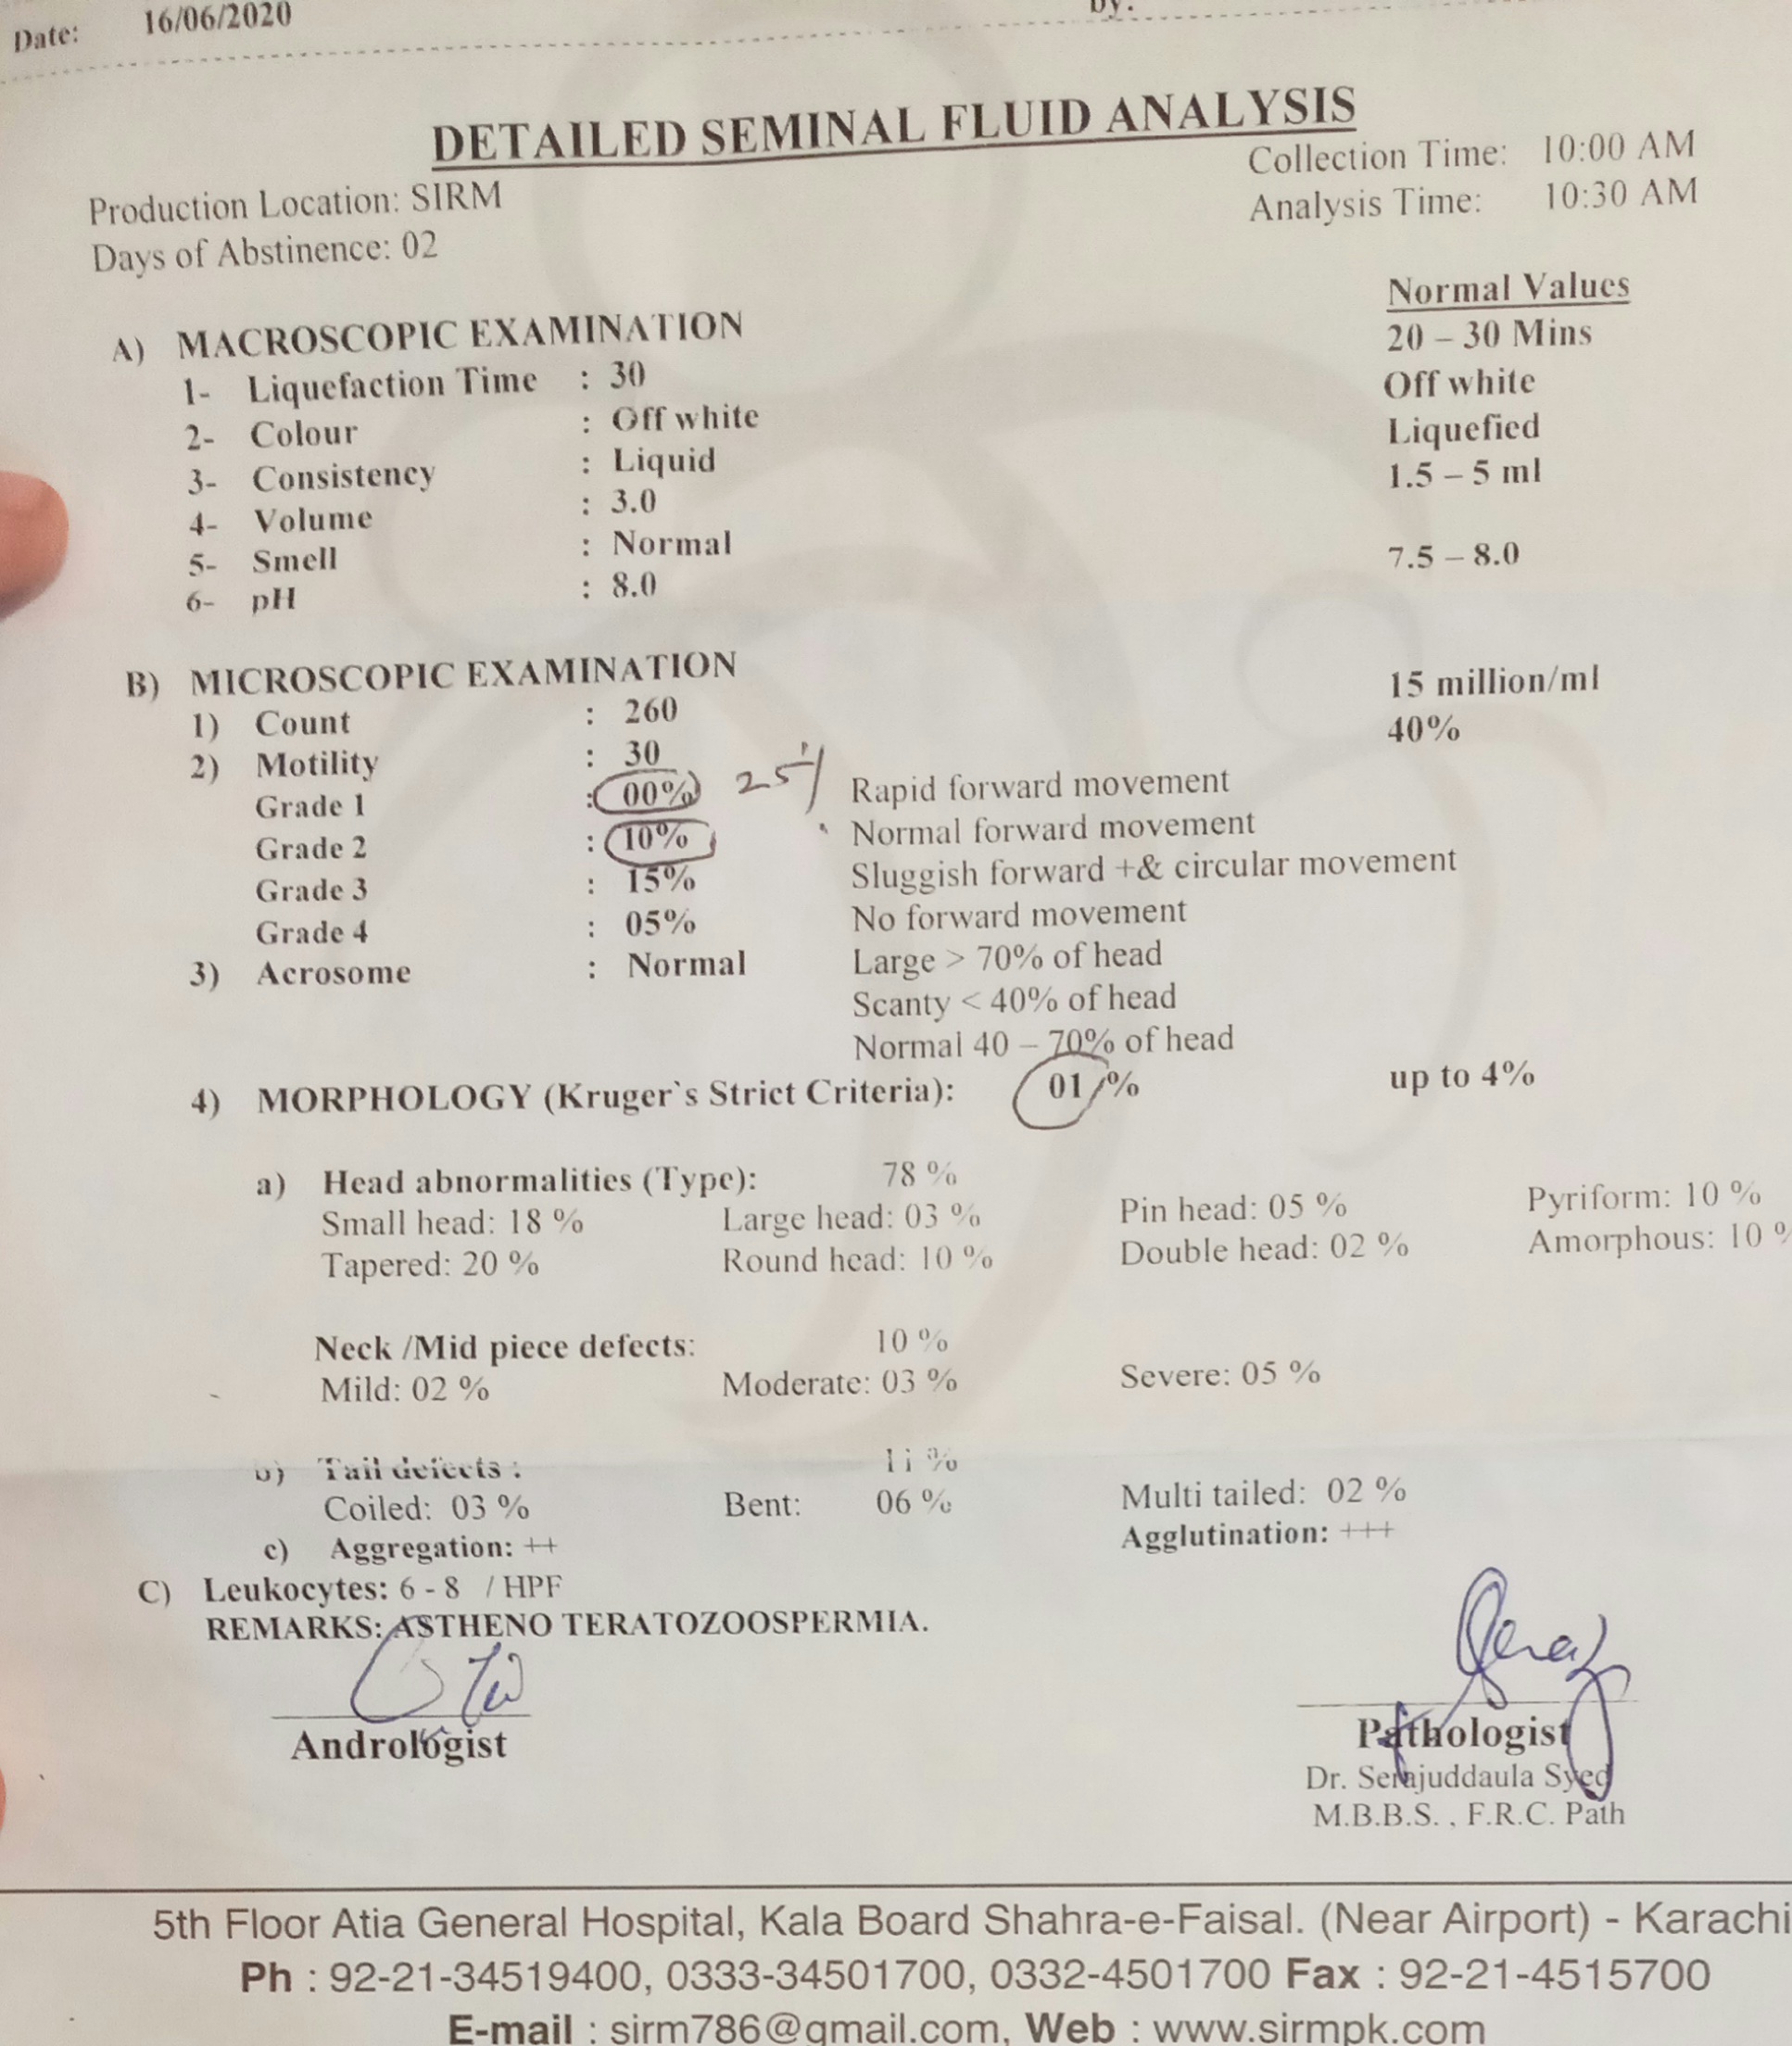 Date: 16/06/2020
By:
DETAILED SEMINAL FLUID ANALYSIS
Production Location: SIRM
Collection Time: 10:00 AM
Days of Abstinence: 02
Analysis Time: 10:30 AM
Normal Values
A) MACROSCOPIC EXAMINATION
1- Liquefaction Time : 30 20 – 30 Mins
2- Colour : Off white Off white
3- Consistency : Liquid Liquefied
4- Volume : 3.0 1.5 – 5 ml
5- Smell : Normal
6- pH : 8.0 7.5 – 8.0
B) MICROSCOPIC EXAMINATION
1) Count : 260 15 million/ml
2) Motility : 30 40%
Grade 1 : 00% 25% Rapid forward movement
Grade 2 : 10% Normal forward movement
Grade 3 : 15% Sluggish forward +& circular movement
Grade 4 : 05% No forward movement
3) Acrosome : Normal Large > 70% of head
Scanty < 40% of head
Normal 40 – 70% of head
4) MORPHOLOGY (Kruger`s Strict Criteria): 01 % up to 4%
a) Head abnormalities (Type): 78 %
Small head: 18 % Large head: 03 % Pin head: 05 % Pyriform: 10 %
Tapered: 20 % Round head: 10 % Double head: 02 % Amorphous: 10 %
Neck /Mid piece defects: 10 %
Mild: 02 % Moderate: 03 % Severe: 05 %
b) Tail defects : 11 %
Coiled: 03 % Bent: 06 % Multi tailed: 02 %
c) Aggregation: ++ Agglutination: +++
C) Leukocytes: 6 - 8 / HPF
REMARKS: ASTHENO TERATOZOOSPERMIA.
Andrologist
Pathologist
Dr. Serajuddaula Syed
M.B.B.S. , F.R.C. Path
5th Floor Atia General Hospital, Kala Board Shahra-e-Faisal. (Near Airport) - Karachi
Ph : 92-21-34519400, 0333-34501700, 0332-4501700 Fax : 92-21-4515700
E-mail : sirm786@gmail.com, Web : www.sirmpk.com